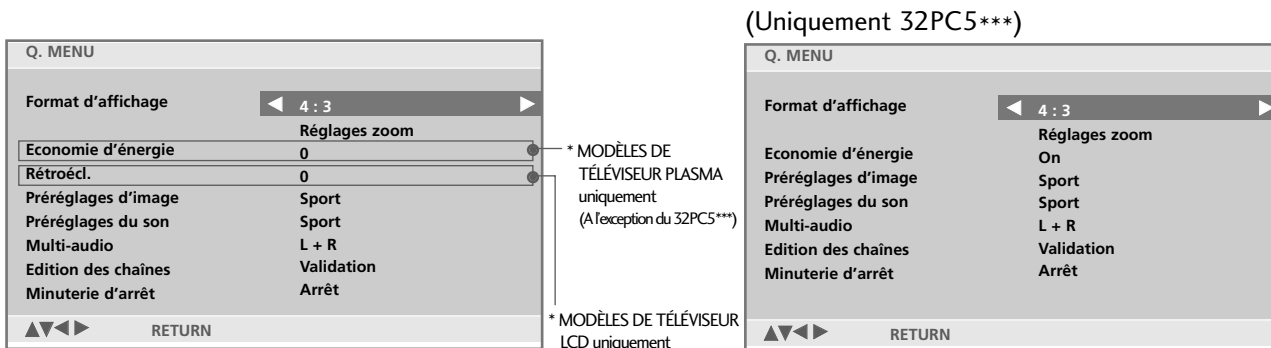 (Uniquement 32PC5***)
Q. MENU
Format d'affichage
4 : 3
Réglages zoom
Economie d'énergie
0
Rétroécl.
0
Préréglages d'image
Sport
Préréglages du son
Sport
Multi-audio
L + R
Edition des chaînes
Validation
Minuterie d'arrêt
Arrêt
RETURN
* MODÈLES DE
TÉLÉVISEUR PLASMA
uniquement
(A l'exception du 32PC5***)
* MODÈLES DE TÉLÉVISEUR
LCD uniquement
Q. MENU
Format d'affichage
4 : 3
Réglages zoom
Economie d'énergie
On
Préréglages d'image
Sport
Préréglages du son
Sport
Multi-audio
L + R
Edition des chaînes
Validation
Minuterie d'arrêt
Arrêt
RETURN